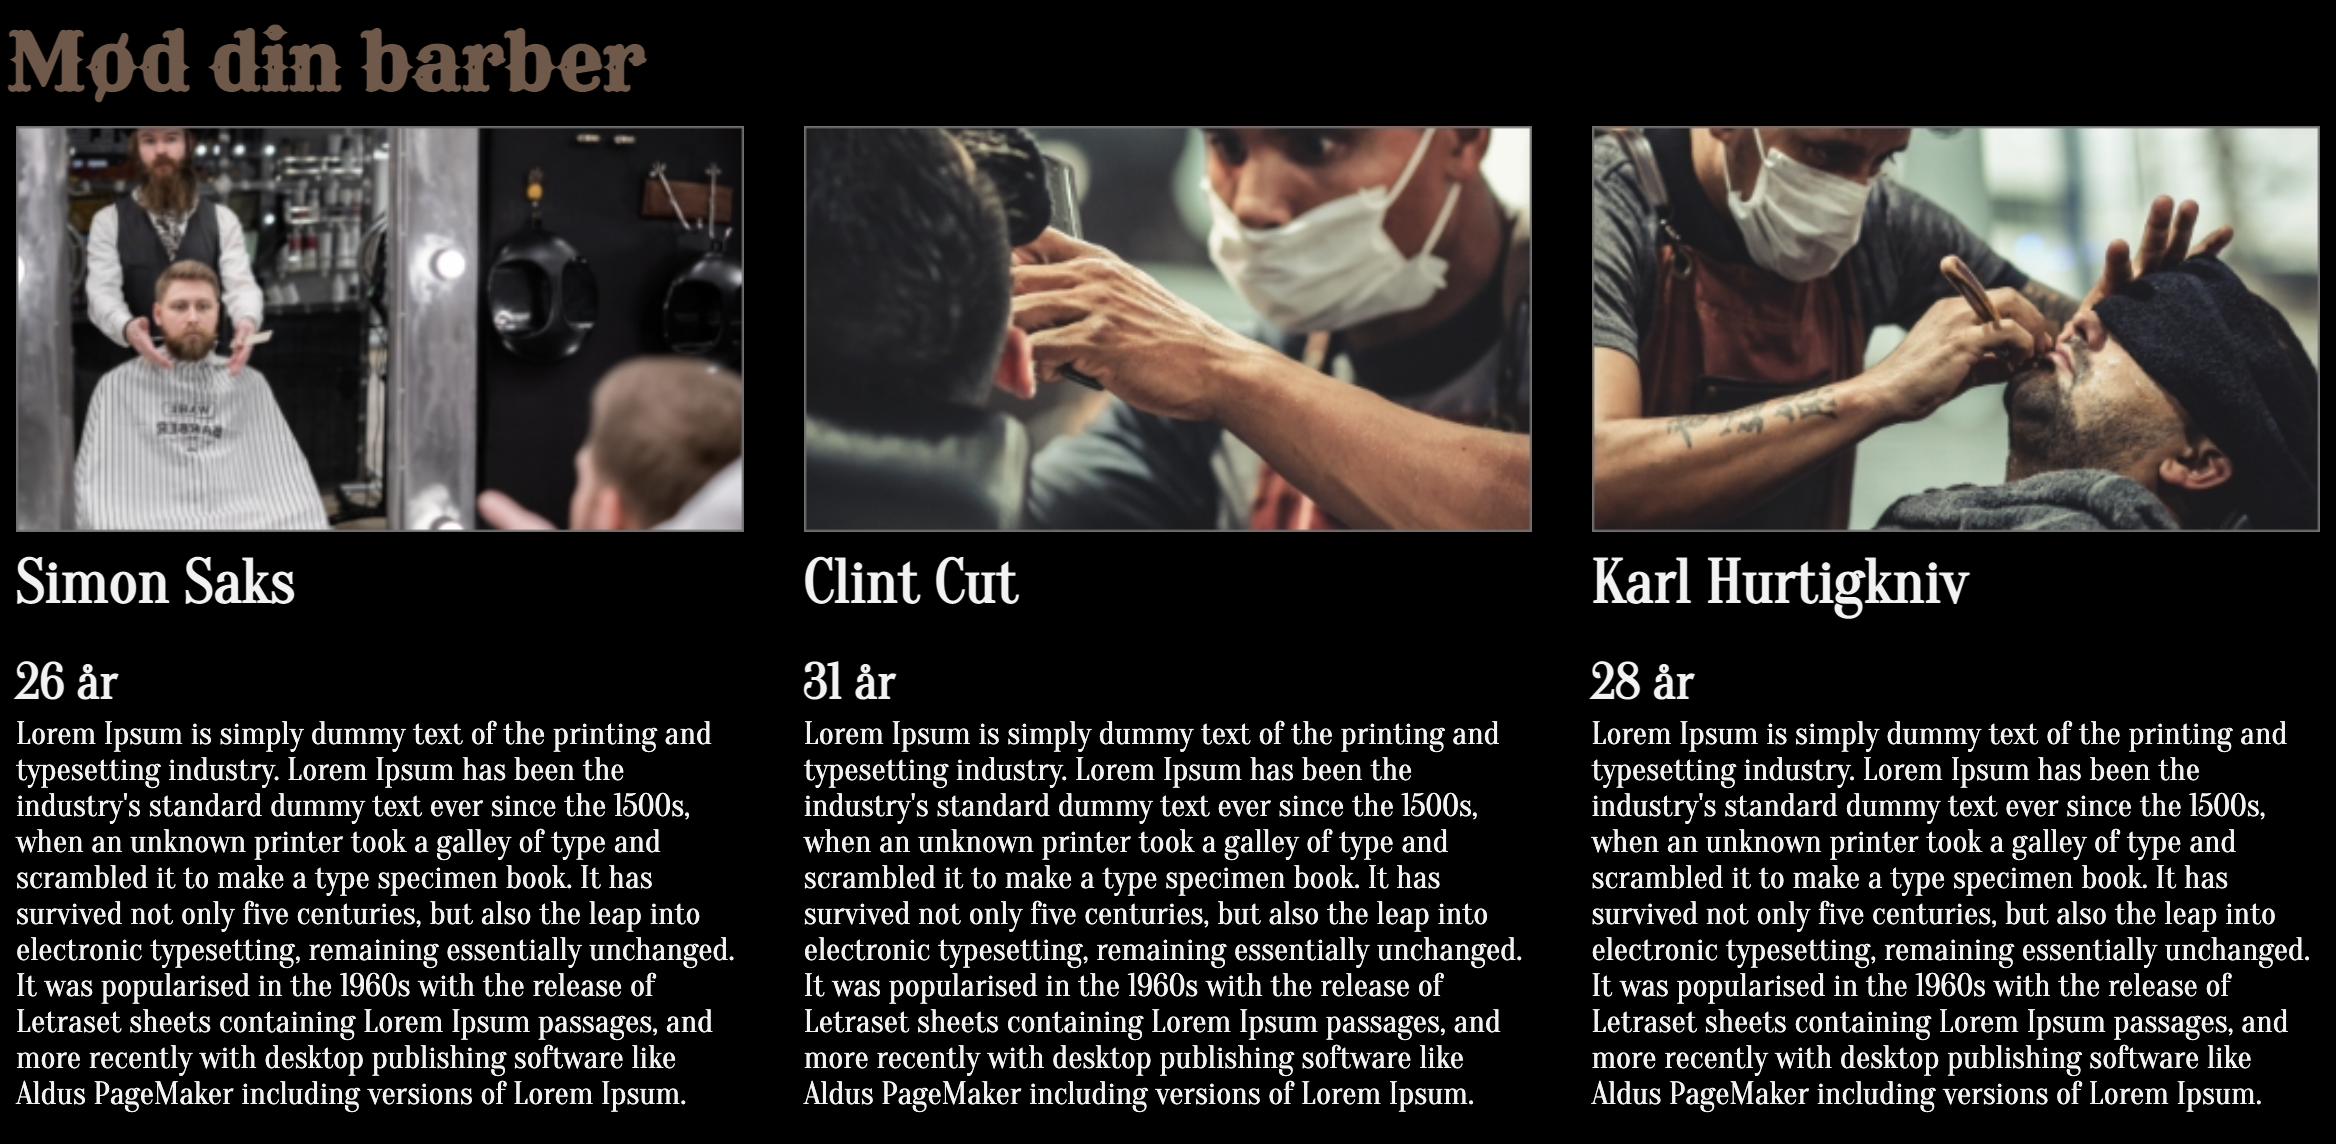 Mød din barber
Simon Saks
26 år
Lorem Ipsum is simply dummy text of the printing and
typesetting industry. Lorem Ipsum has been the
industry's standard dummy text ever since the 1500s,
when an unknown printer took a galley of type and
scrambled it to make a type specimen book. It has
survived not only five centuries, but also the leap into
electronic typesetting, remaining essentially unchanged.
It was popularised in the 1960s with the release of
Letraset sheets containing Lorem Ipsum passages, and
more recently with desktop publishing software like
Aldus PageMaker including versions of Lorem Ipsum.
Clint Cut
31 år
Lorem Ipsum is simply dummy text of the printing and
typesetting industry. Lorem Ipsum has been the
industry's standard dummy text ever since the 1500s,
when an unknown printer took a galley of type and
scrambled it to make a type specimen book. It has
survived not only five centuries, but also the leap into
electronic typesetting, remaining essentially unchanged.
It was popularised in the 1960s with the release of
Letraset sheets containing Lorem Ipsum passages, and
more recently with desktop publishing software like
Aldus PageMaker including versions of Lorem Ipsum.
Karl Hurtigkniv
28 år
Lorem Ipsum is simply dummy text of the printing and
typesetting industry. Lorem Ipsum has been the
industry's standard dummy text ever since the 1500s,
when an unknown printer took a galley of type and
scrambled it to make a type specimen book. It has
survived not only five centuries, but also the leap into
electronic typesetting, remaining essentially unchanged.
It was popularised in the 1960s with the release of
Letraset sheets containing Lorem Ipsum passages, and
more recently with desktop publishing software like
Aldus PageMaker including versions of Lorem Ipsum.